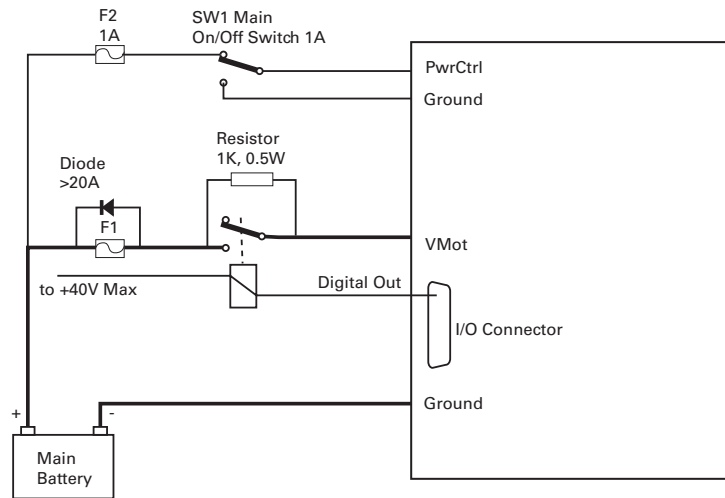 F2
1A
SW1 Main
On/Off Switch 1A
PwrCtrl
Ground
Resistor
1K, 0.5W
Diode
>20A
F1
VMot
to +40V Max
Digital Out
I/O Connector
Ground
+
-
Main
Battery